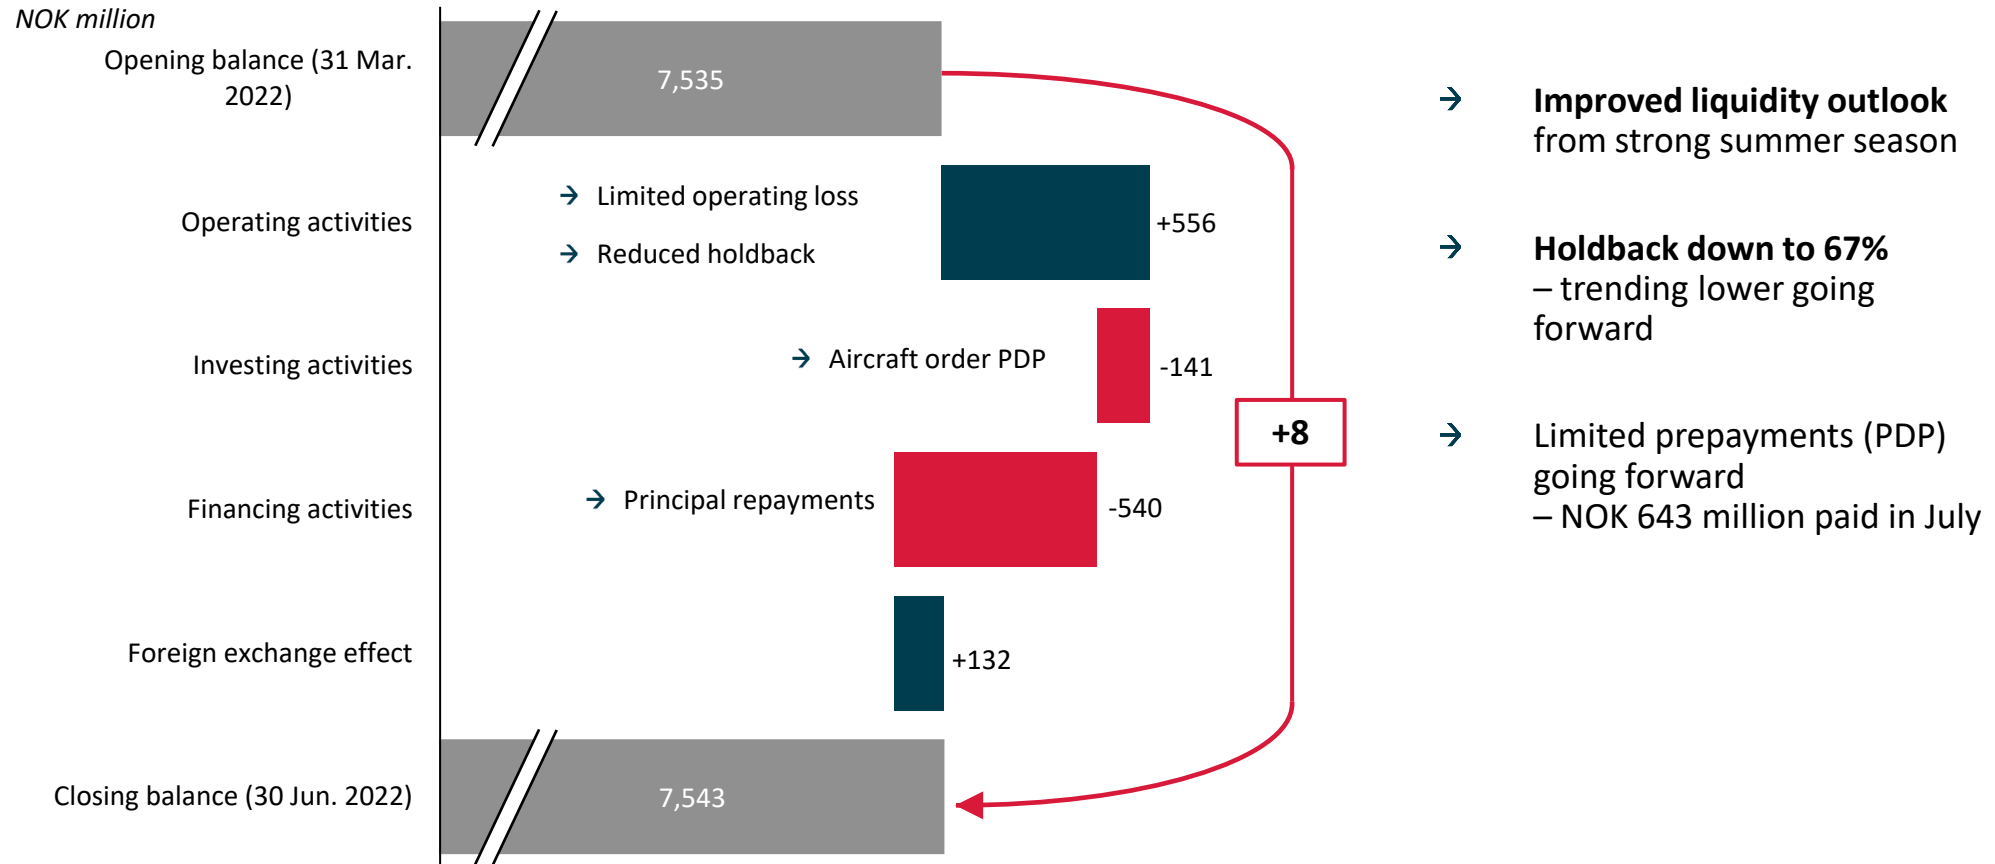 NOK million
Opening balance (31 Mar.
2022)
7,535
Operating activities
→ Limited operating loss
→ Reduced holdback
+556
Investing activities
→ Aircraft order PDP
-141
Financing activities
→ Principal repayments
-540
Foreign exchange effect
+132
Closing balance (30 Jun. 2022)
7,543
+8
→ Improved liquidity outlook
from strong summer season
→ Holdback down to 67%
– trending lower going
forward
→ Limited prepayments (PDP)
going forward
– NOK 643 million paid in July